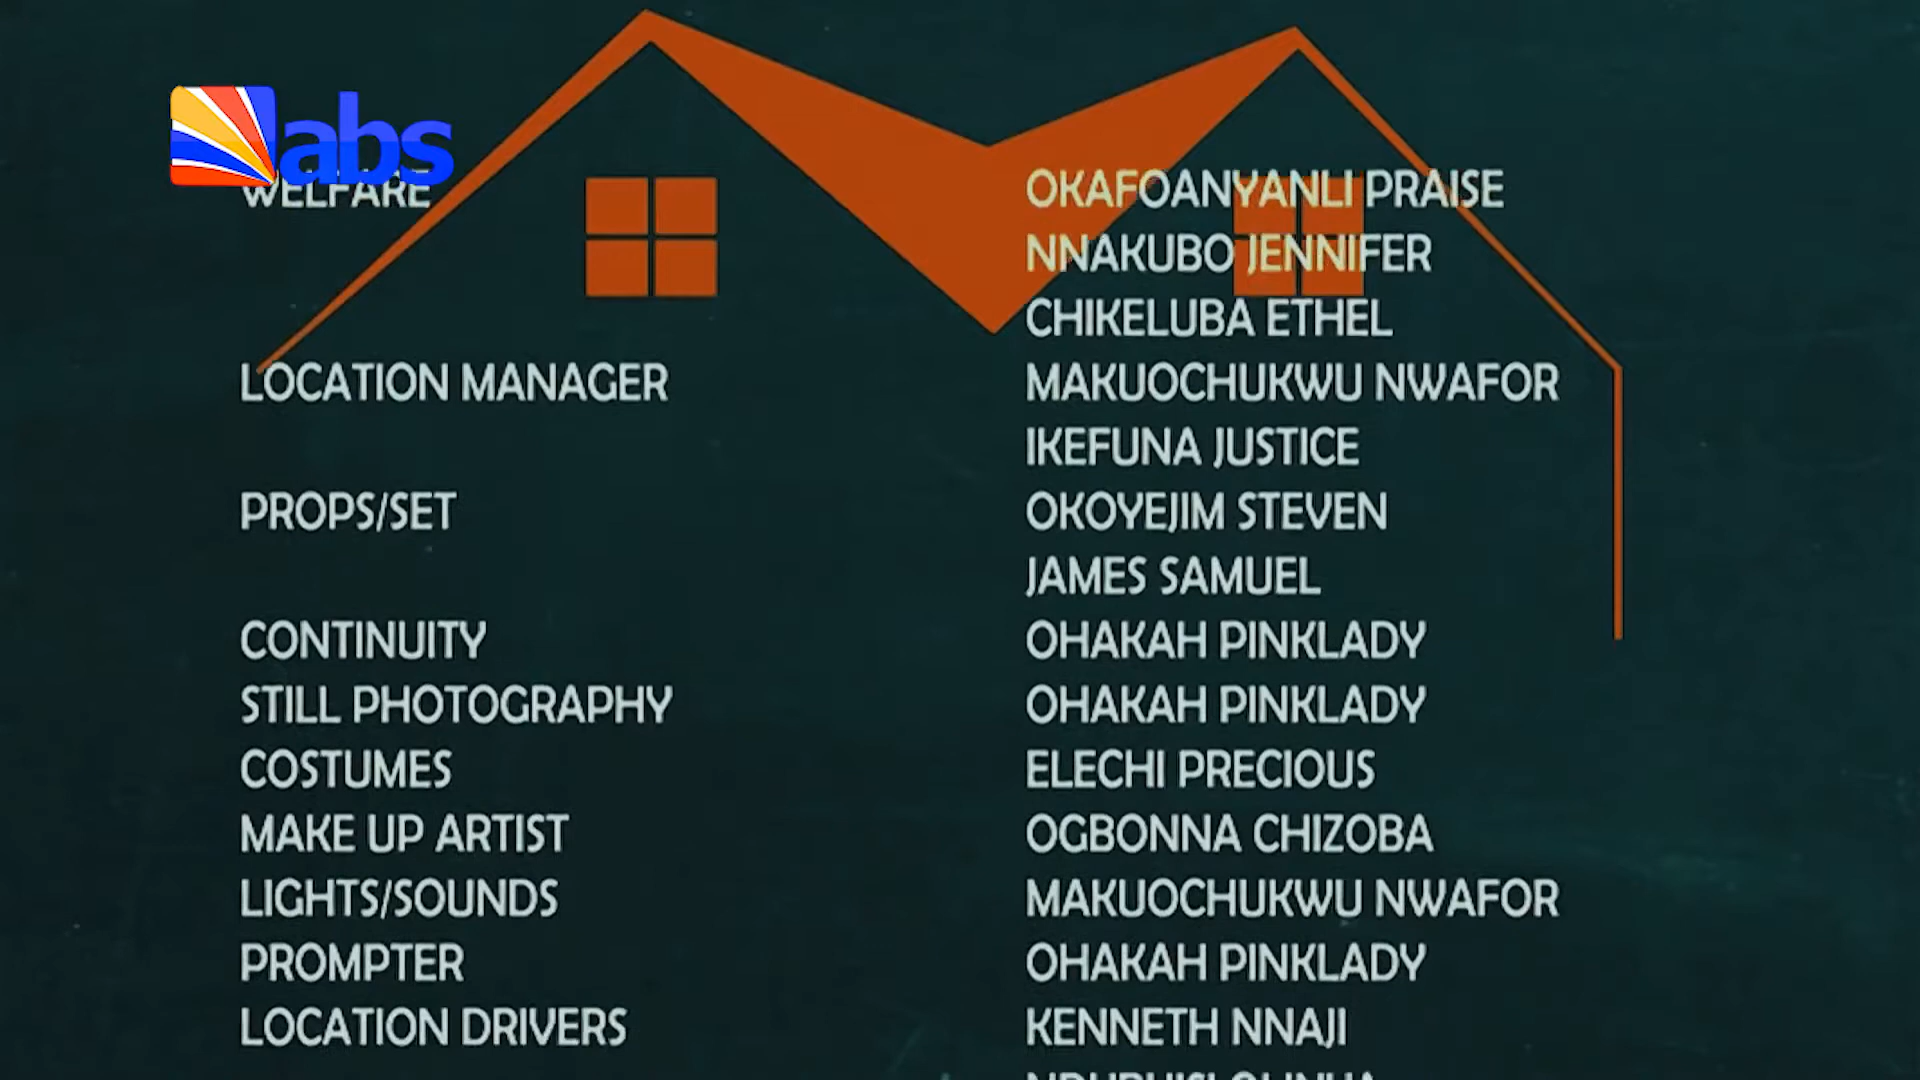 abs
WELFARE OKAFOANYANLI PRAISE
NNAKUBO JENNIFER
CHIKELUBA ETHEL
LOCATION MANAGER MAKUOCHUKWU NWAFOR
IKEFUNA JUSTICE
PROPS/SET OKOYEJIM STEVEN
JAMES SAMUEL
CONTINUITY OHAKAH PINKLADY
STILL PHOTOGRAPHY OHAKAH PINKLADY
COSTUMES ELECHI PRECIOUS
MAKE UP ARTIST OGBONNA CHIZOBA
LIGHTS/SOUNDS MAKUOCHUKWU NWAFOR
PROMPTER OHAKAH PINKLADY
LOCATION DRIVERS KENNETH NNAJI